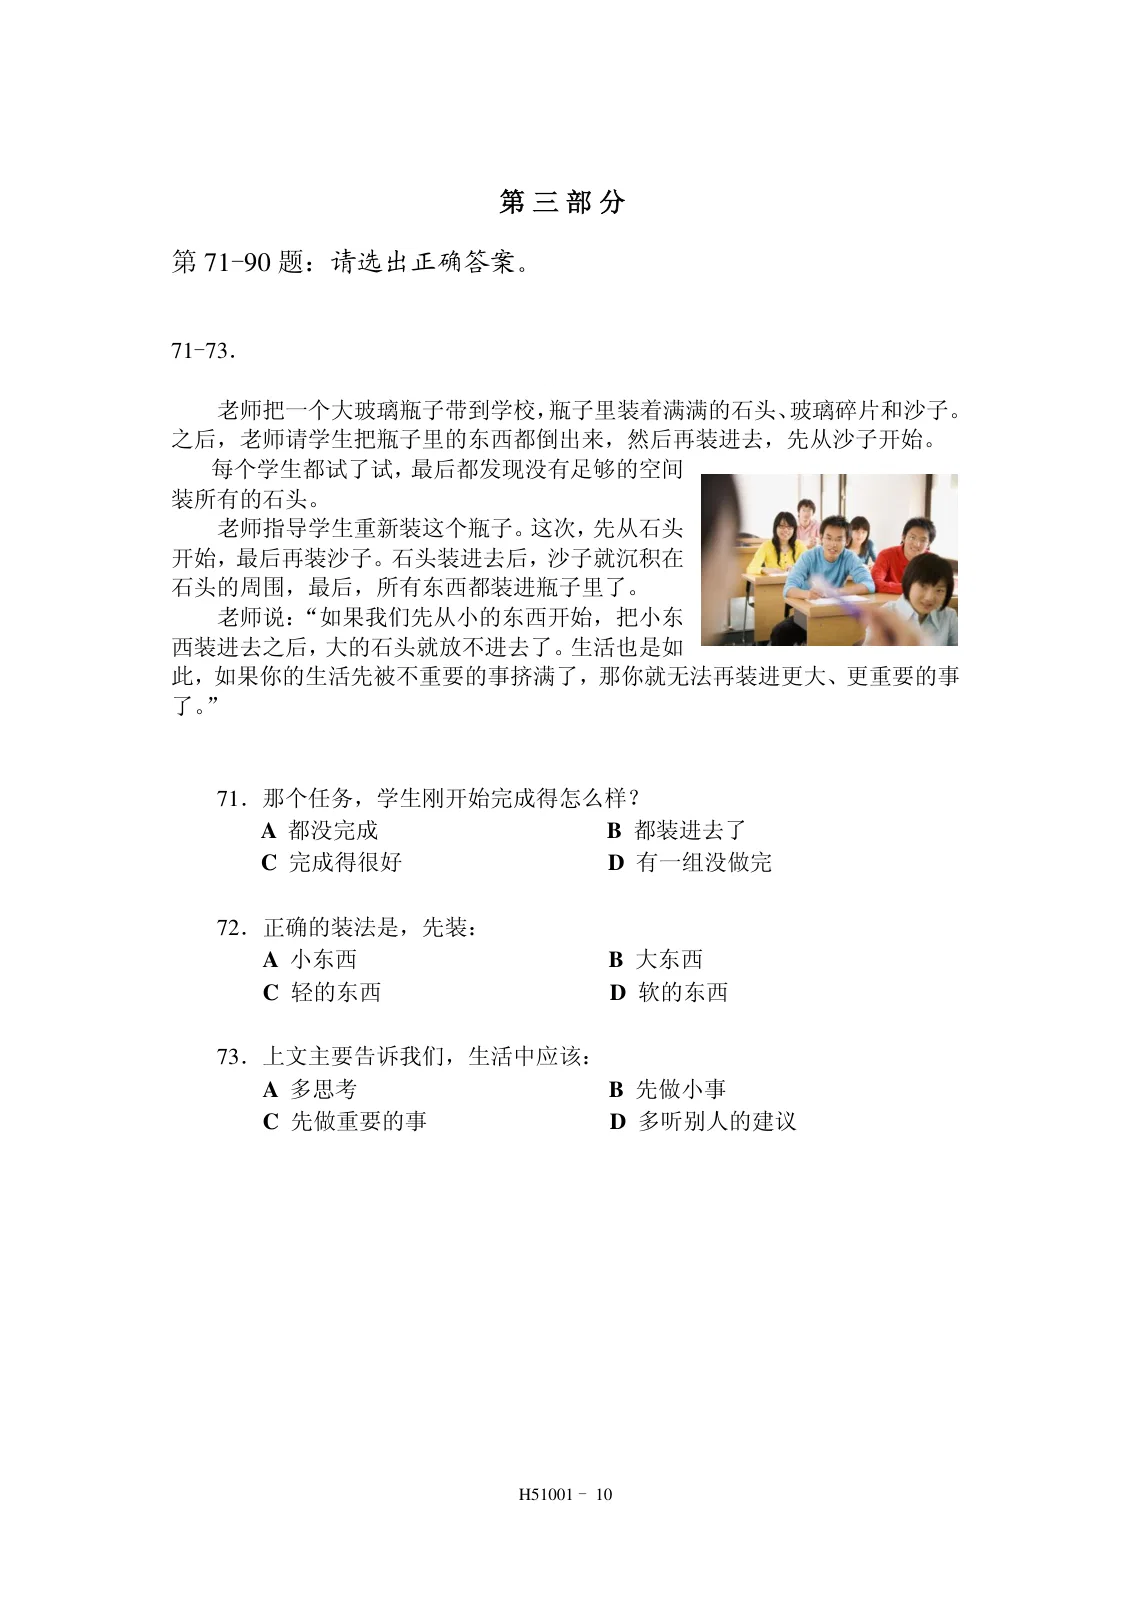 第三部分
第 71-90 题：请选出正确答案。
71-73．
老师把一个大玻璃瓶子带到学校，瓶子里装着满满的石头、玻璃碎片和沙子。
之后，老师请学生把瓶子里的东西都倒出来，然后再装进去，先从沙子开始。
每个学生都试了试，最后都发现没有足够的空间
装所有的石头。
老师指导学生重新装这个瓶子。这次，先从石头
开始，最后再装沙子。石头装进去后，沙子就沉积在
石头的周围，最后，所有东西都装进瓶子里了。
老师说：“如果我们先从小的东西开始，把小东
西装进去之后，大的石头就放不进去了。生活也是如
此，如果你的生活先被不重要的事挤满了，那你就无法再装进更大、更重要的事
了。”
71．那个任务，学生刚开始完成得怎么样？
A 都没完成 B 都装进去了
C 完成得很好 D 有一组没做完
72．正确的装法是，先装：
A 小东西 B 大东西
C 轻的东西 D 软的东西
73．上文主要告诉我们，生活中应该：
A 多思考 B 先做小事
C 先做重要的事 D 多听别人的建议
H51001 - 10